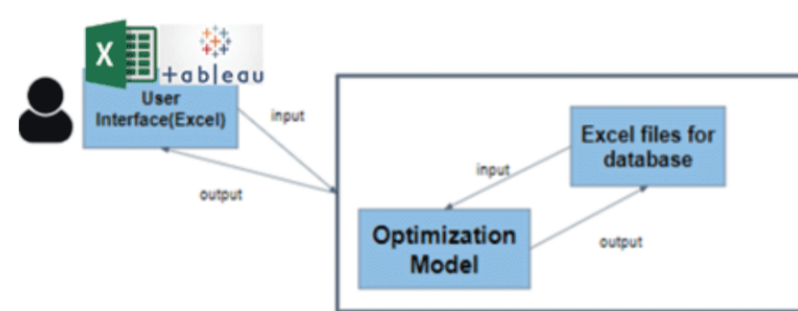 X
+ableau
User
Interface(Excel)
input
output
Excel files for
database
input
Optimization
Model
output